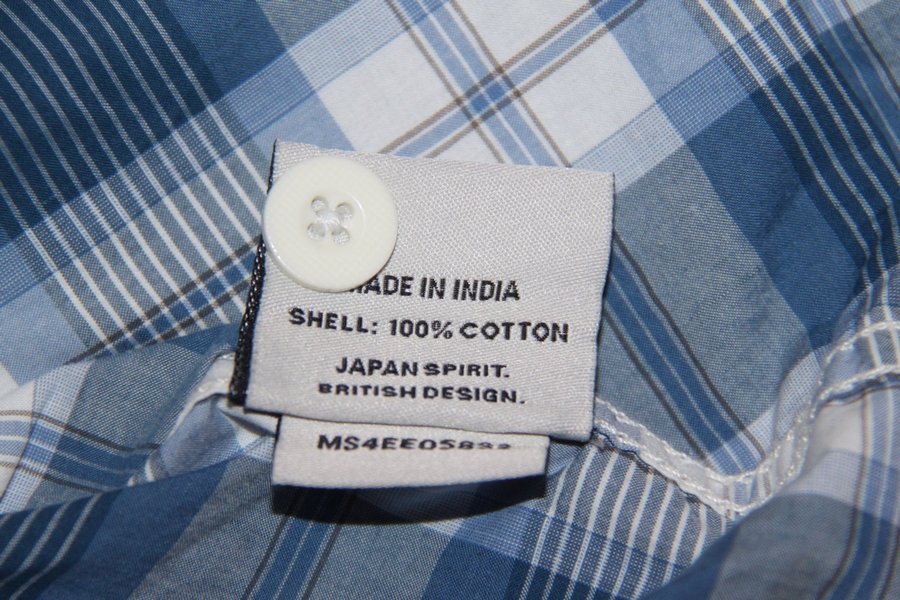 MADE IN INDIA
SHELL: 100% COTTON
JAPAN SPIRIT.
BRITISH DESIGN.